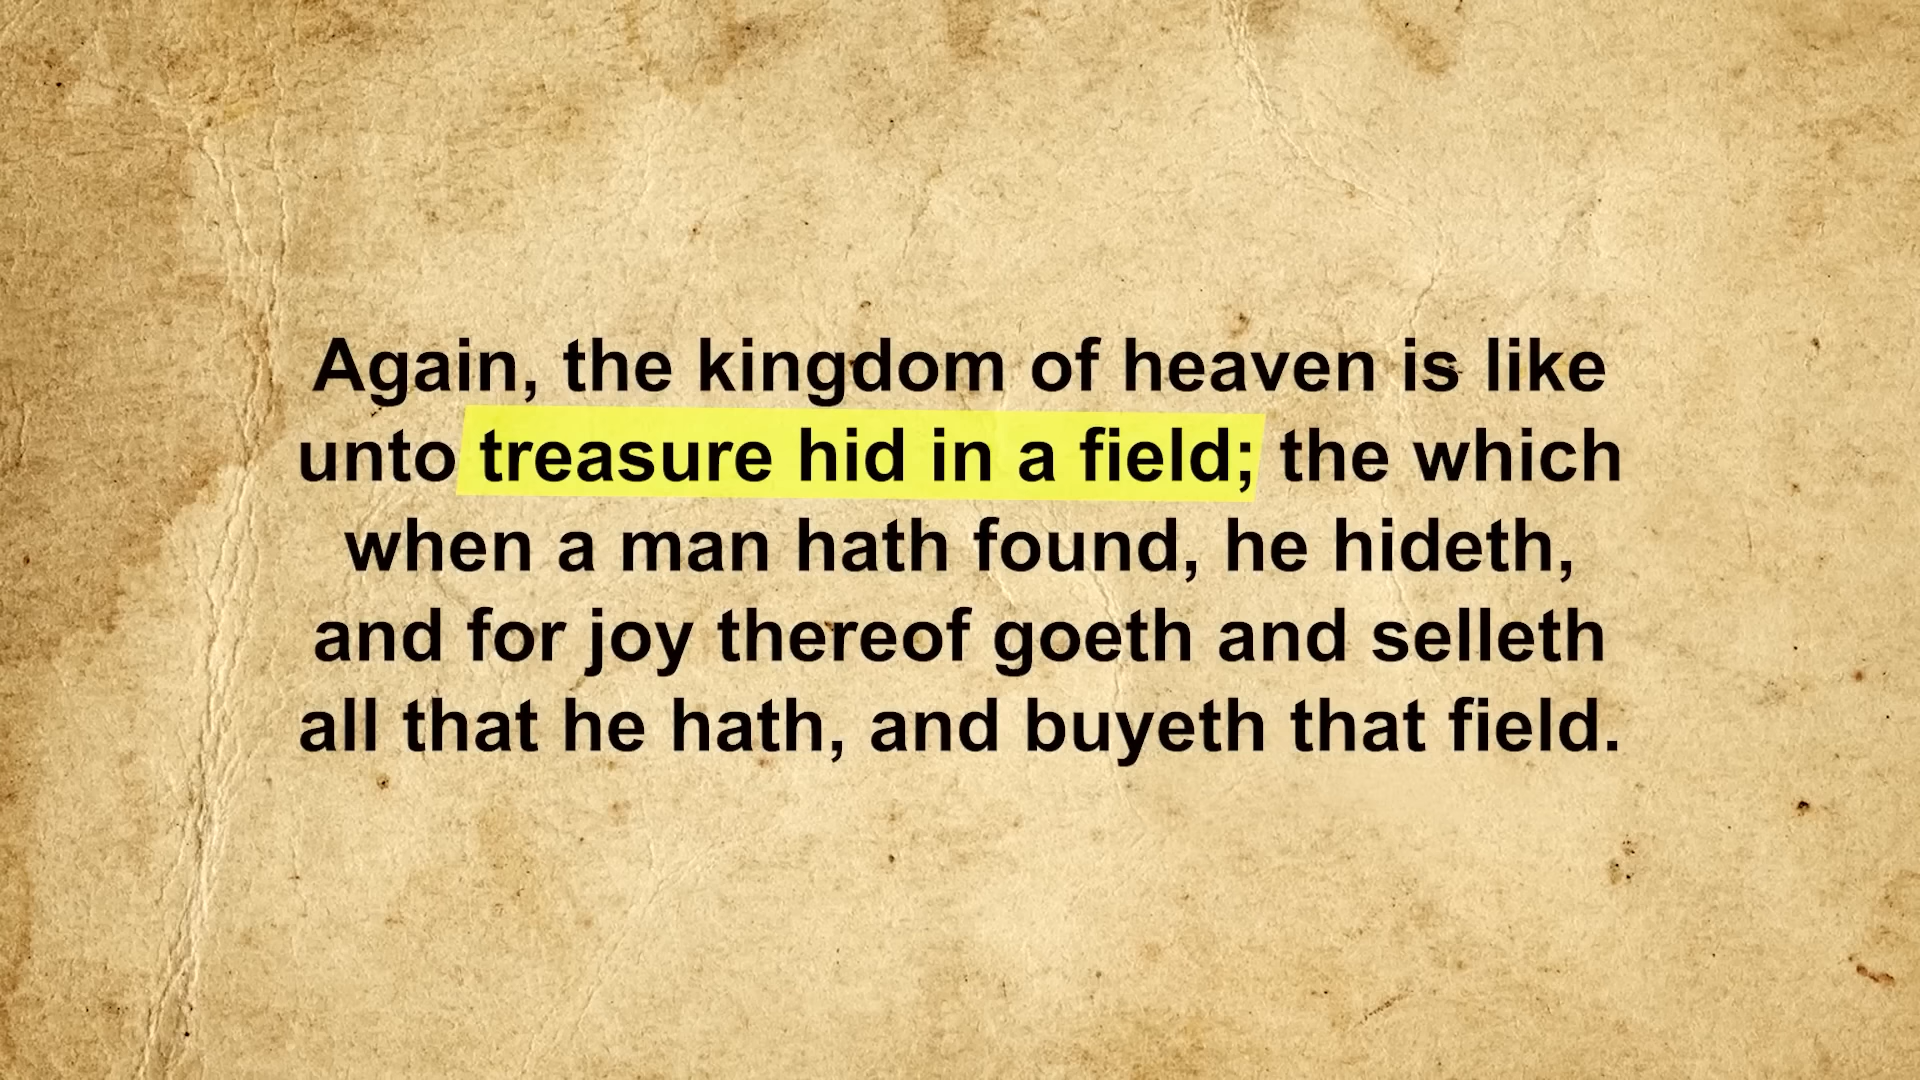 Again, the kingdom of heaven is like
unto treasure hid in a field; the which
when a man hath found, he hideth,
and for joy thereof goeth and selleth
all that he hath, and buyeth that field.